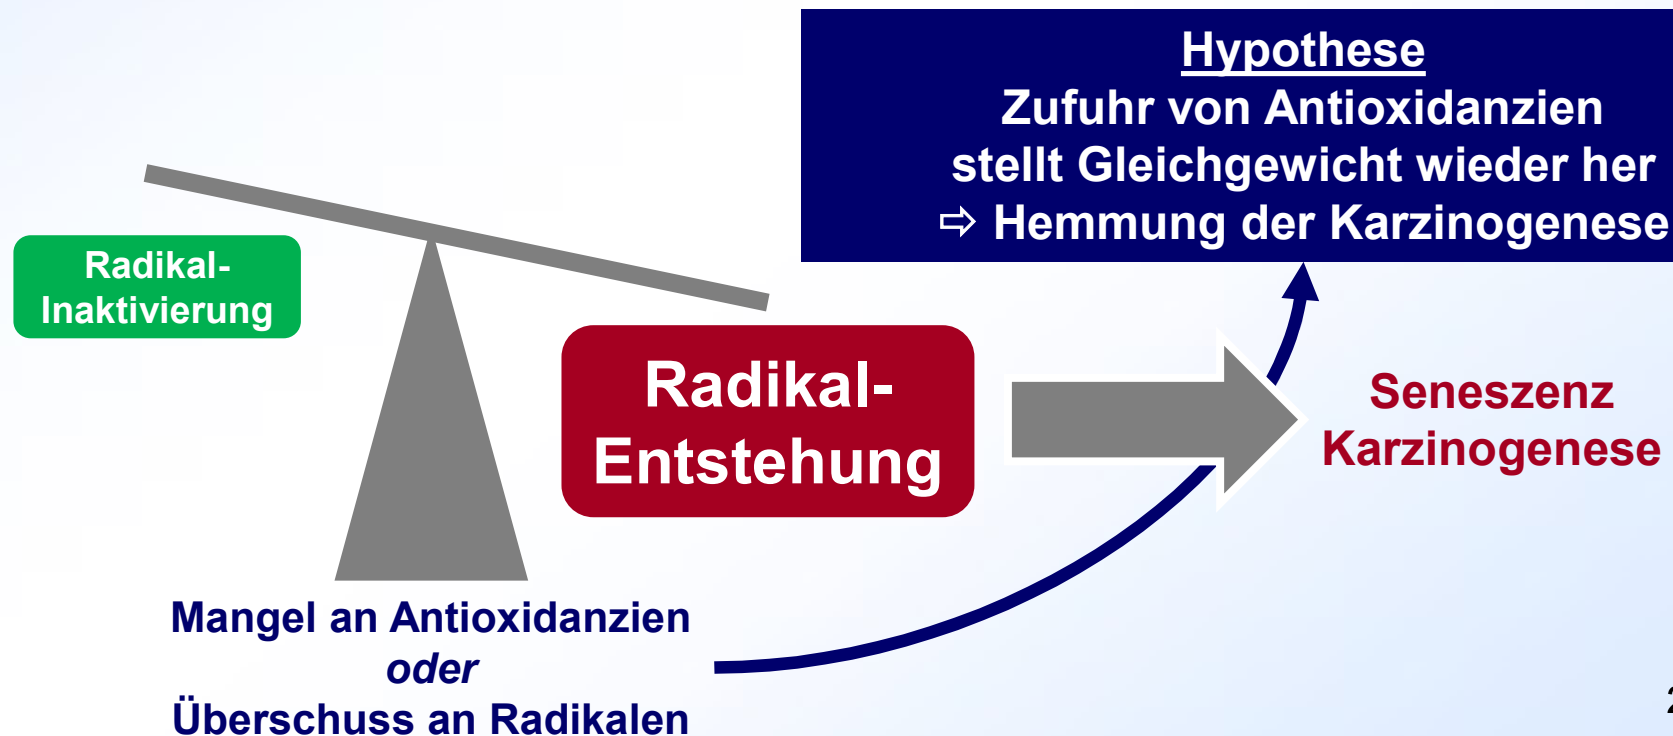 Hypothese
Zufuhr von Antioxidanzien
stellt Gleichgewicht wieder her
⇨ Hemmung der Karzinogenese
Radikal-
Inaktivierung
Radikal-
Entstehung
Seneszenz
Karzinogenese
Mangel an Antioxidanzien
oder
Überschuss an Radikalen